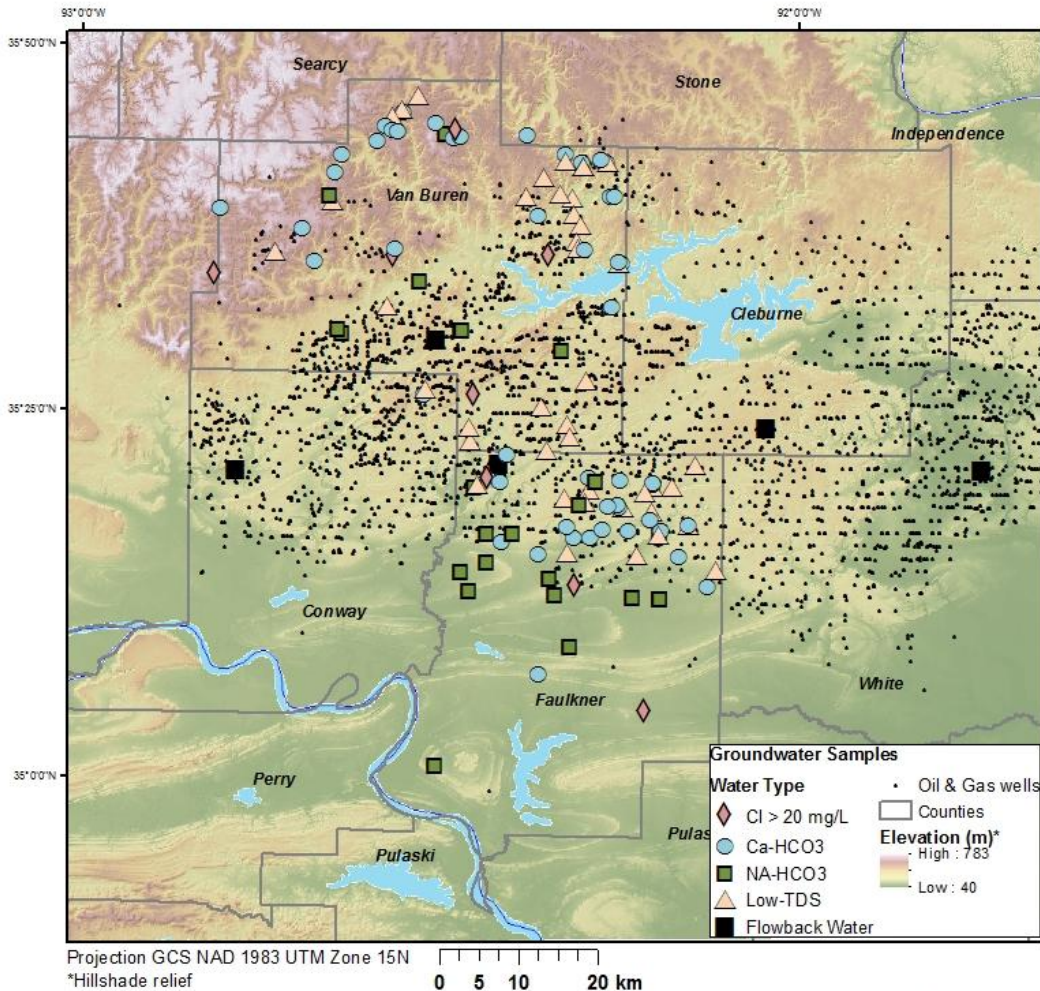 93°0'0"W
92°0'0"W
35°50'0"N
Searcy
Stone
Independence
Van Buren
Cleburne
35°25'0"N
Conway
White
Faulkner
35°0'0"N
Perry
Pulas
Pulaski
Groundwater Samples
Water Type
Cl > 20 mg/L
Ca-HCO3
NA-HCO3
Low-TDS
Flowback Water
Oil & Gas wells
Counties
Elevation (m)*
High : 783
Low : 40
Projection GCS NAD 1983 UTM Zone 15N
*Hillshade relief
0 5 10 20 km